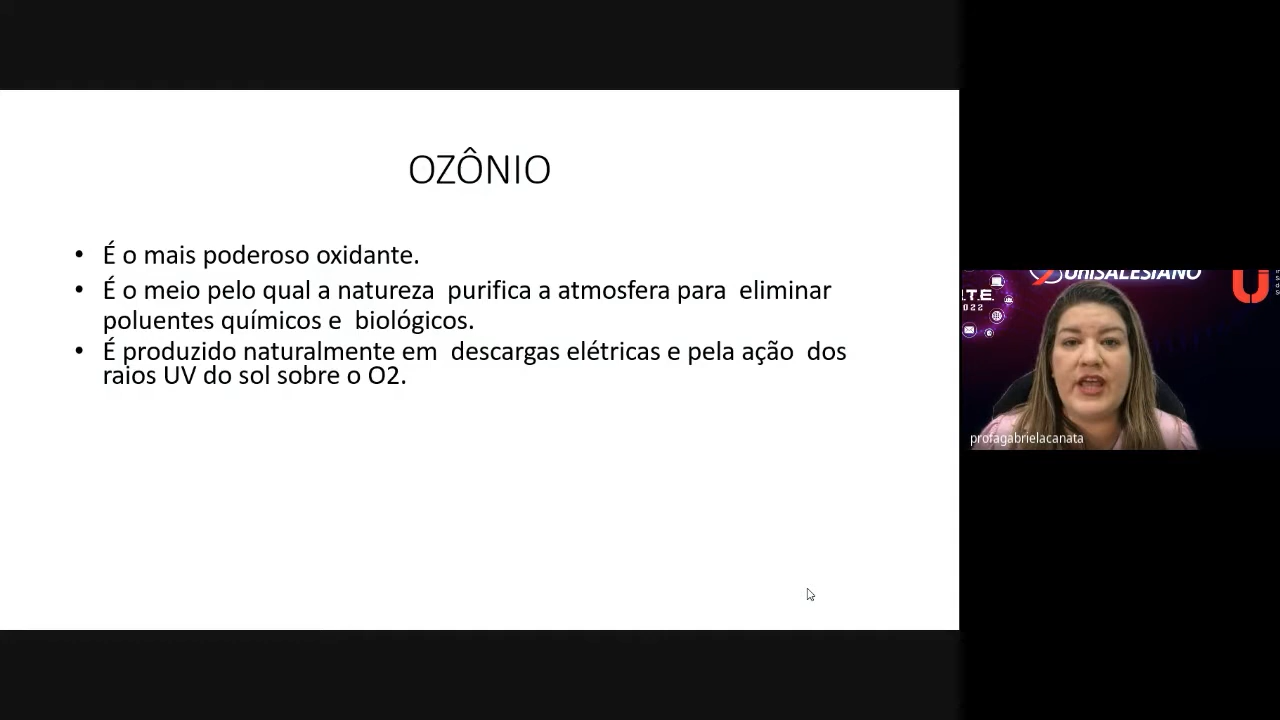 OZÔNIO
• É o mais poderoso oxidante.
• É o meio pelo qual a natureza purifica a atmosfera para eliminar
poluentes químicos e biológicos.
• É produzido naturalmente em descargas elétricas e pela ação dos
raios UV do sol sobre o O2.
UNISALESIANO
.T.E.
2022
profagabrielacanata